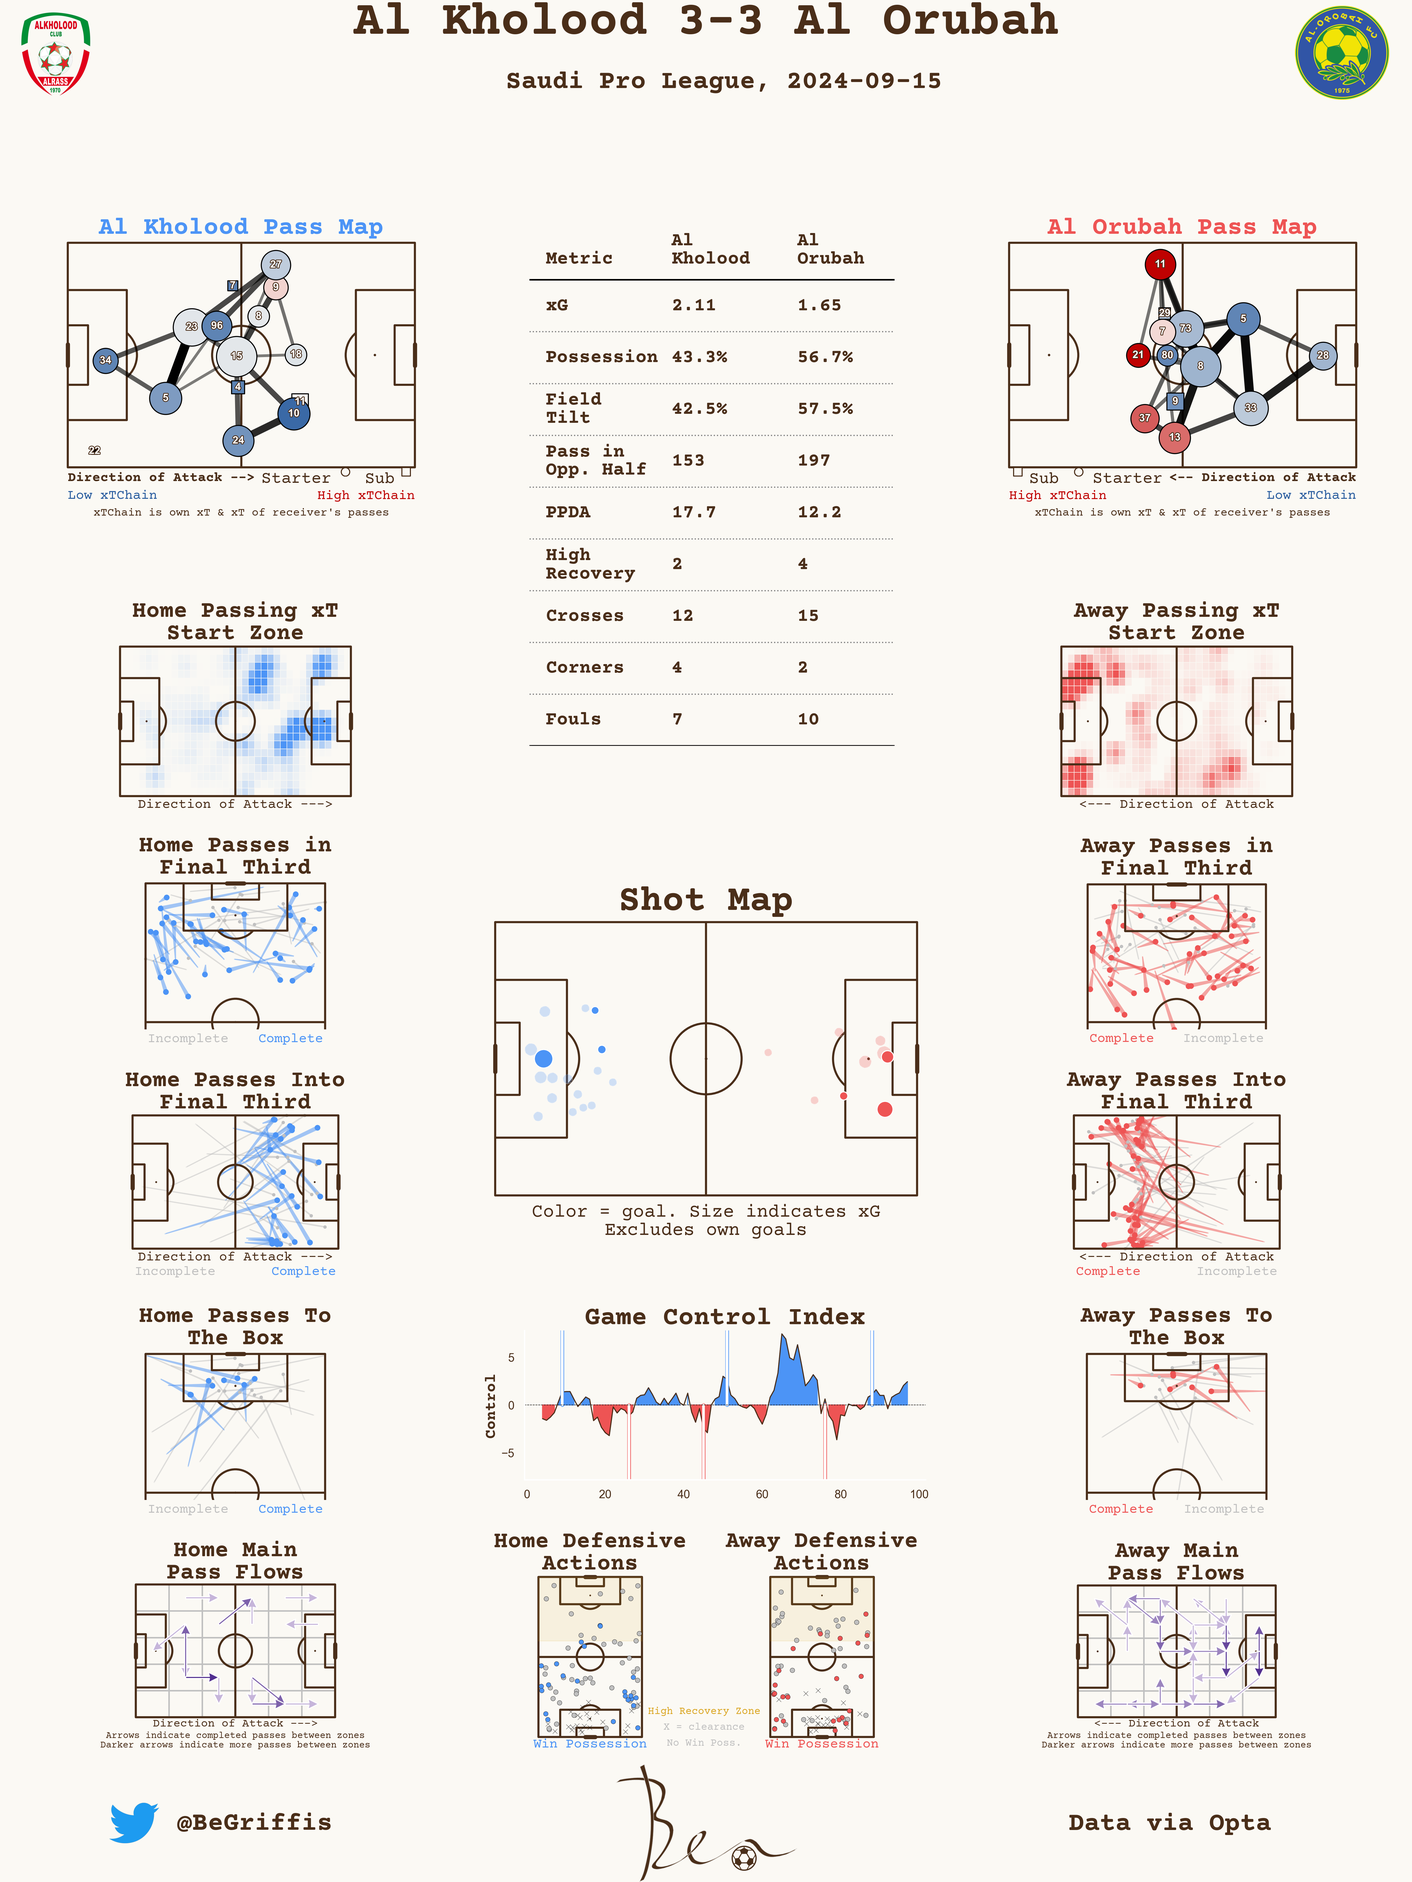 Al Kholood 3-3 Al Orubah
Saudi Pro League, 2024-09-15
ALKHOLOOD
CLUB
ALRASS
1970
AL-OROBAH FC
1975
Al Kholood Pass Map
27
7
9
8
23
96
34
15
18
4
5
11
10
24
22
Direction of Attack --> Starter Sub
Low xTChain High xTChain
xTChain is own xT & xT of receiver's passes
Metric Al Kholood Al Orubah
xG 2.11 1.65
Possession 43.3% 56.7%
Field Tilt 42.5% 57.5%
Pass in Opp. Half 153 197
PPDA 17.7 12.2
High Recovery 2 4
Crosses 12 15
Corners 4 2
Fouls 7 10
Al Orubah Pass Map
11
29
7
73
5
21
80
28
8
9
33
37
13
Sub Starter <-- Direction of Attack
High xTChain Low xTChain
xTChain is own xT & xT of receiver's passes
Home Passing xT
Start Zone
Direction of Attack --->
Away Passing xT
Start Zone
<--- Direction of Attack
Home Passes in
Final Third
Incomplete Complete
Away Passes in
Final Third
Complete Incomplete
Shot Map
Color = goal. Size indicates xG
Excludes own goals
Home Passes Into
Final Third
Direction of Attack --->
Incomplete Complete
Away Passes Into
Final Third
<--- Direction of Attack
Complete Incomplete
Home Passes To
The Box
Incomplete Complete
Game Control Index
Control
5
0
−5
0 20 40 60 80 100
Away Passes To
The Box
Complete Incomplete
Home Main
Pass Flows
Direction of Attack --->
Arrows indicate completed passes between zones
Darker arrows indicate more passes between zones
Home Defensive
Actions
Win Possession
High Recovery Zone
X = clearance
No Win Poss.
Away Defensive
Actions
Win Possession
Away Main
Pass Flows
<--- Direction of Attack
Arrows indicate completed passes between zones
Darker arrows indicate more passes between zones
@BeGriffis
Ben
Data via Opta